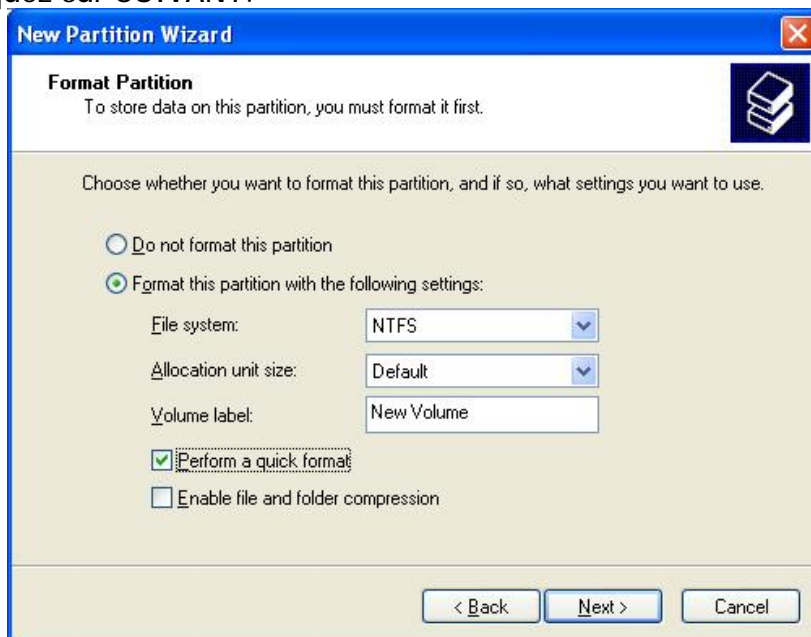 New Partition Wizard
Format Partition
To store data on this partition, you must format it first.
Choose whether you want to format this partition, and if so, what settings you want to use.
Do not format this partition
Format this partition with the following settings:
File system: NTFS
Allocation unit size: Default
Volume label: New Volume
Perform a quick format
Enable file and folder compression
< Back Next > Cancel